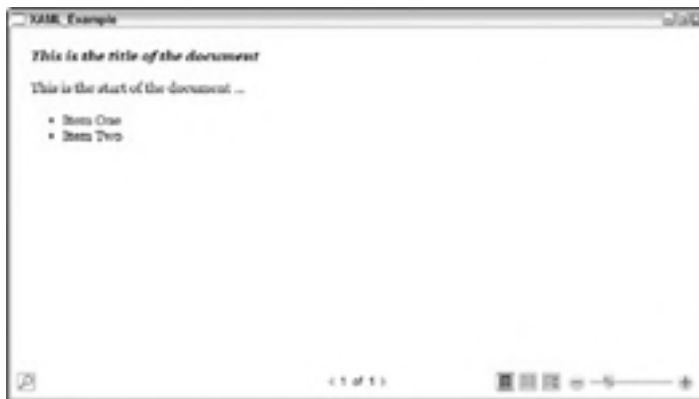 XAML_Example
This is the title of the document
This is the start of the document ...
• Item One
• Item Two
< 1 of 1 >